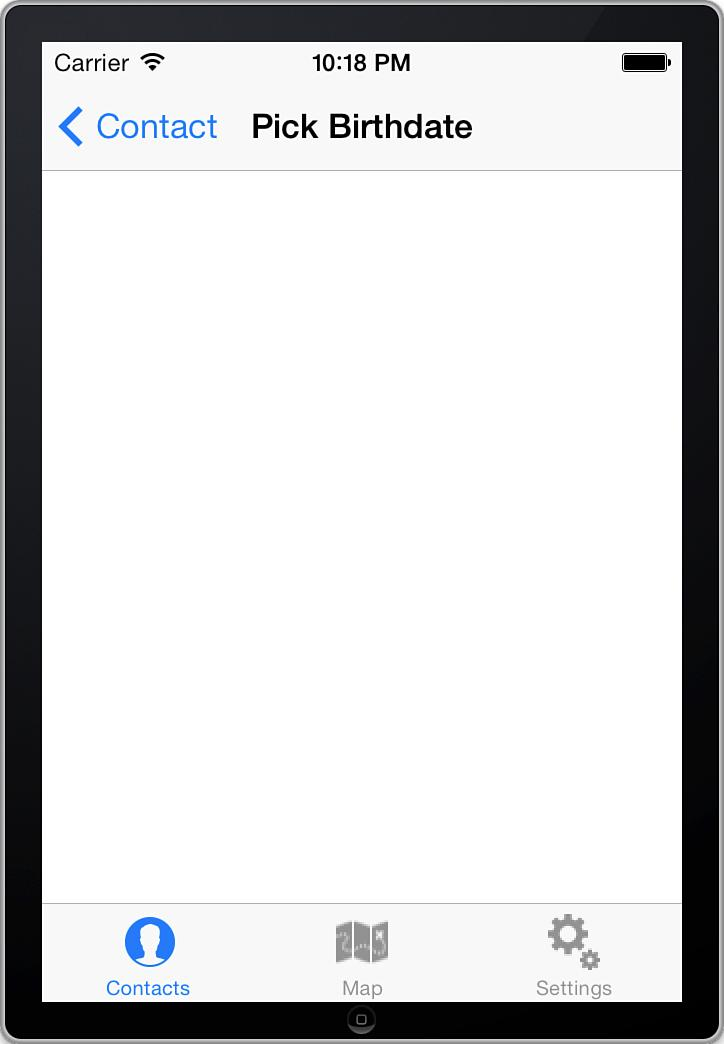 Carrier 10:18 PM
Contact Pick Birthdate
Contacts Map Settings